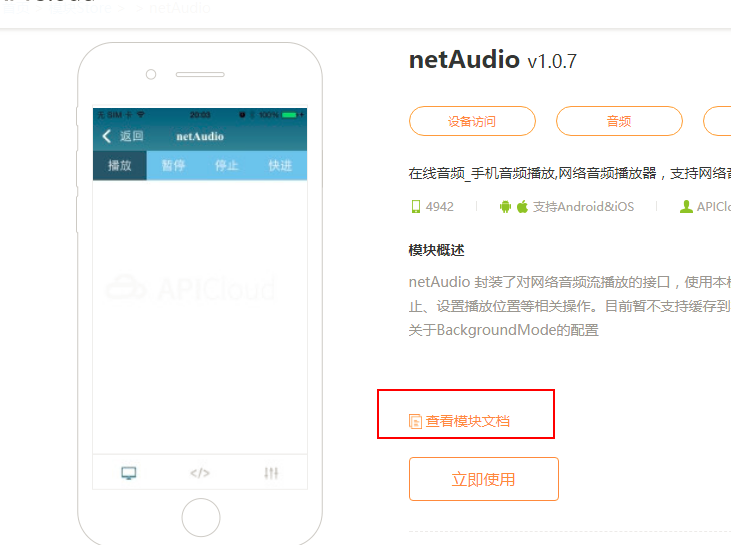 netAudio v1.0.7
无 SIM 卡 20:03 100%
返回 netAudio
播放 暂停 停止 快进
APICloud
设备访问 音频
在线音频_手机音频播放,网络音频播放器，支持网络
4942 支持Android&iOS APIClo
模块概述
netAudio 封装了对网络音频流播放的接口，使用本
止、设置播放位置等相关操作。目前暂不支持缓存到
关于BackgroundMode的配置
查看模块文档
立即使用